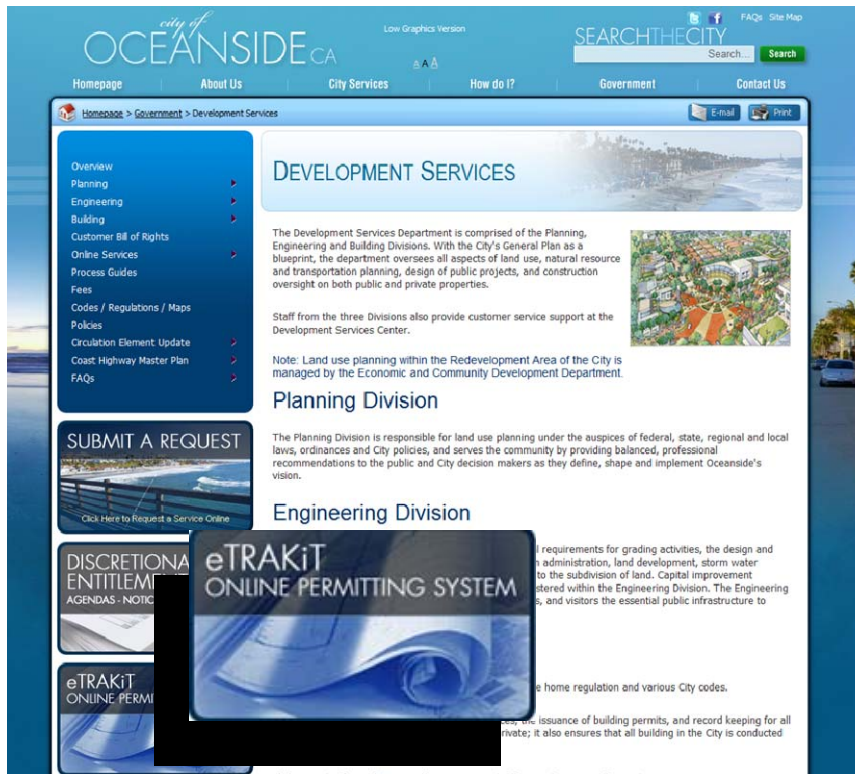 city of
OCEANSIDE CA
Low Graphics Version
A A A
FAQs Site Map
SEARCHTHECITY
Search...
Search
Homepage
About Us
City Services
How do I?
Government
Contact Us
Homepage > Government > Development Services
E-mail
Print
Overview
Planning
Engineering
Building
Customer Bill of Rights
Online Services
Process Guides
Fees
Codes / Regulations / Maps
Policies
Circulation Element Update
Coast Highway Master Plan
FAQs
SUBMIT A REQUEST
Click Here to Request a Service Online
DISCRETIONA
ENTITLEM
AGENDAS - NOTIC
eTRAKiT
ONLINE PERMI
DEVELOPMENT SERVICES
The Development Services Department is comprised of the Planning,
Engineering and Building Divisions. With the City's General Plan as a
blueprint, the department oversees all aspects of land use, natural resource
and transportation planning, design of public projects, and construction
oversight on both public and private properties.
Staff from the three Divisions also provide customer service support at the
Development Services Center.
Note: Land use planning within the Redevelopment Area of the City is
managed by the Economic and Community Development Department.
Planning Division
The Planning Division is responsible for land use planning under the auspices of federal, state, regional and local
laws, ordinances and City policies, and serves the community by providing balanced, professional
recommendations to the public and City decision makers as they define, shape and implement Oceanside's
vision.
Engineering Division
eTRAKiT
ONLINE PERMITTING SYSTEM
l requirements for grading activities, the design and
n administration, land development, storm water
to the subdivision of land. Capital improvement
stered within the Engineering Division. The Engineering
s, and visitors the essential public infrastructure to
e home regulation and various City codes.
the issuance of building permits, and record keeping for all
rivate; it also ensures that all building in the City is conducted